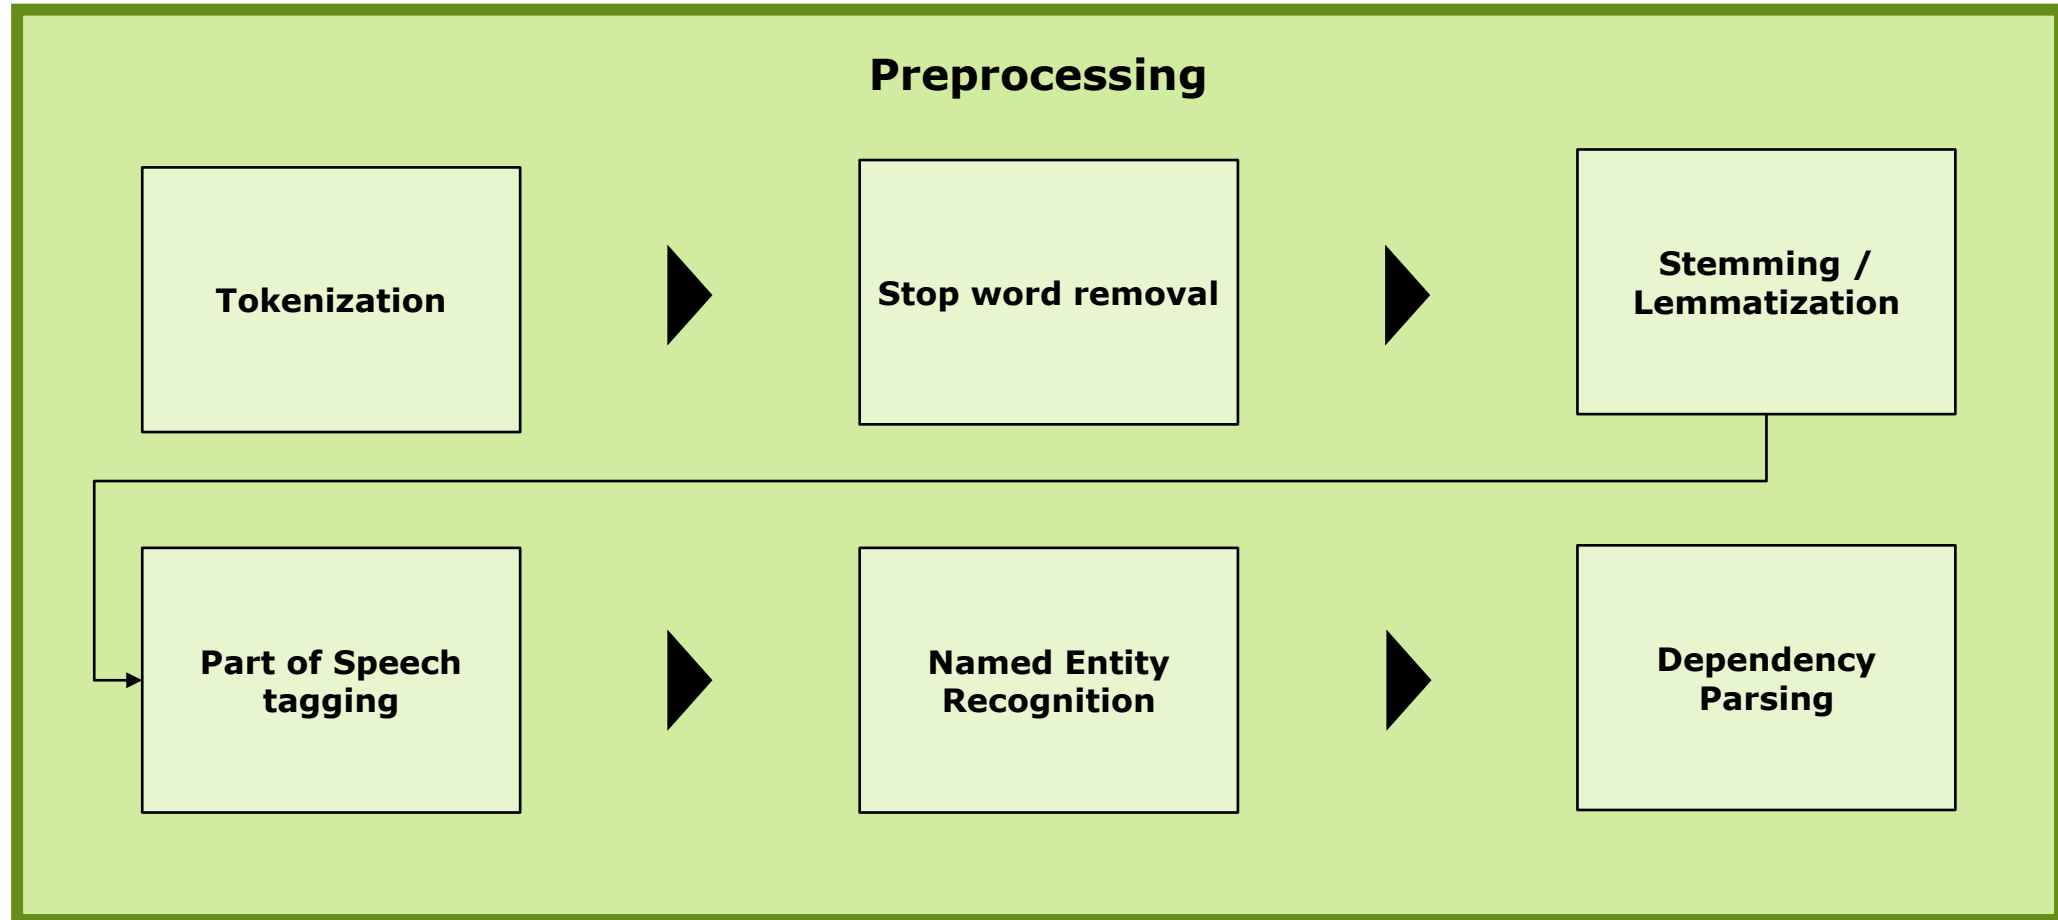 Preprocessing
Tokenization
Stop word removal
Stemming /
Lemmatization
Part of Speech
tagging
Named Entity
Recognition
Dependency
Parsing